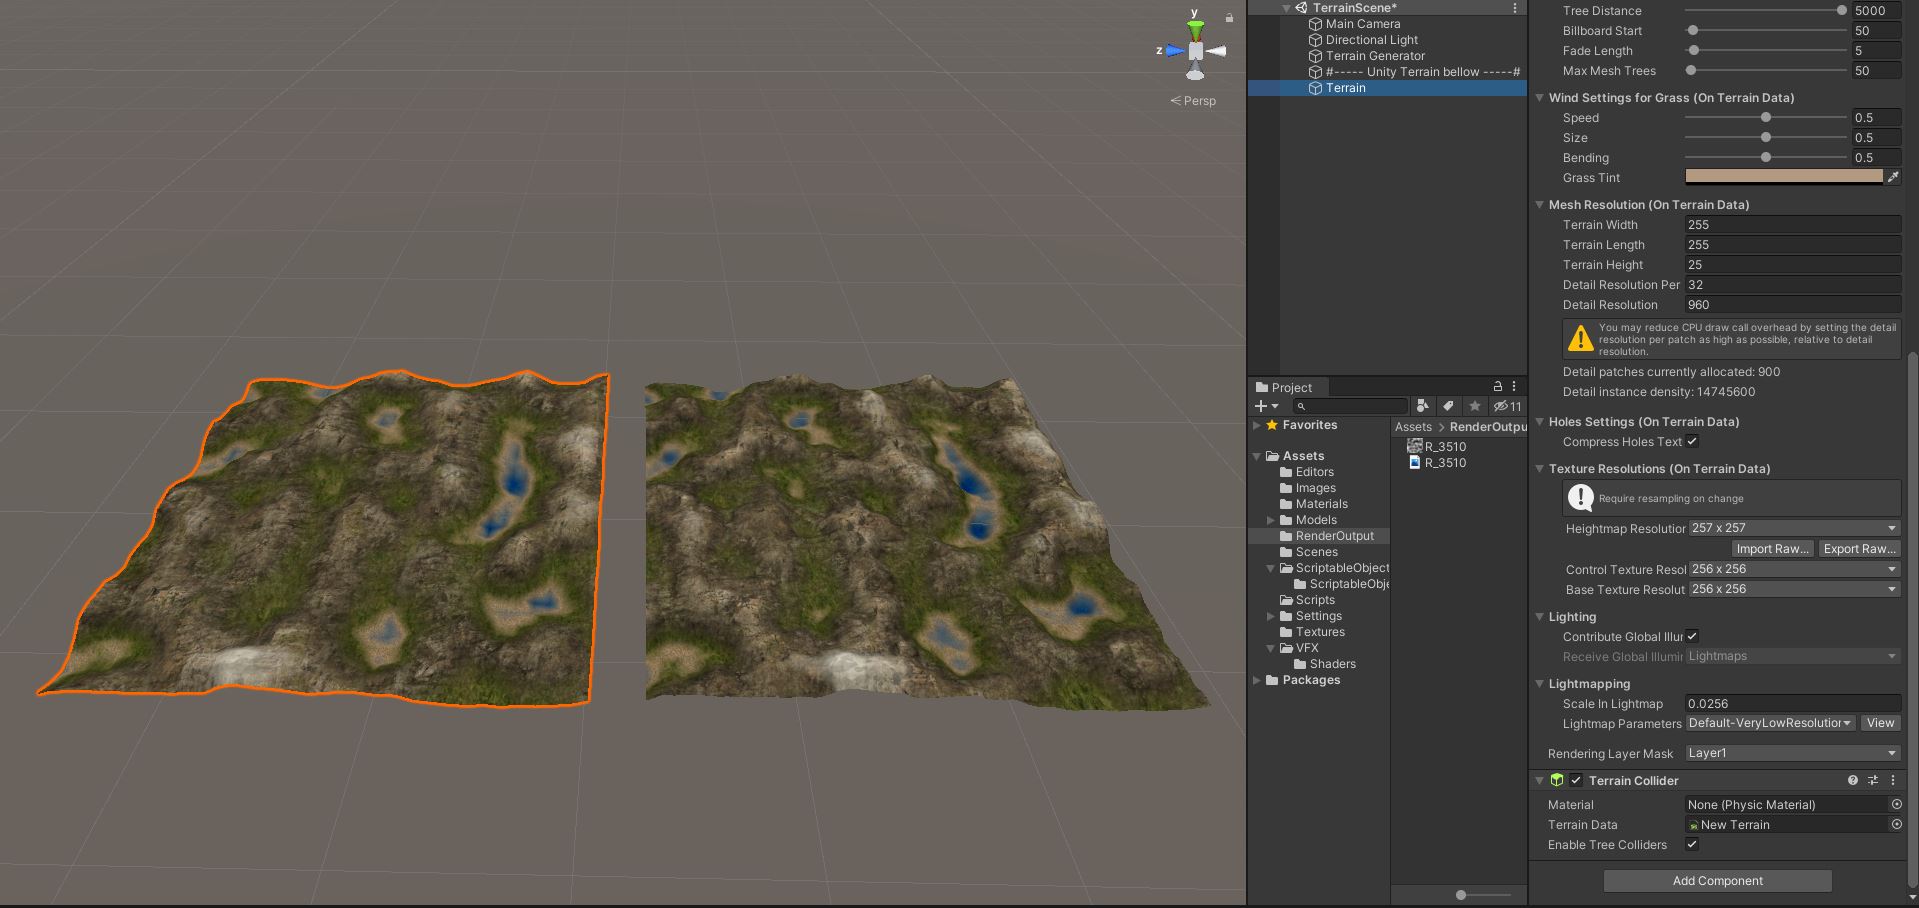 y
z
Persp
TerrainScene*
Main Camera
Directional Light
Terrain Generator
#----- Unity Terrain bellow -----#
Terrain
Project
11
Favorites
Assets
Editors
Images
Materials
Models
RenderOutput
Scenes
ScriptableObject
ScriptableObje
Scripts
Settings
Textures
VFX
Shaders
Packages
Assets > RenderOutpu
R_3510
R_3510
Tree Distance 5000
Billboard Start 50
Fade Length 5
Max Mesh Trees 50
Wind Settings for Grass (On Terrain Data)
Speed 0.5
Size 0.5
Bending 0.5
Grass Tint
Mesh Resolution (On Terrain Data)
Terrain Width 255
Terrain Length 255
Terrain Height 25
Detail Resolution Per 32
Detail Resolution 960
You may reduce CPU draw call overhead by setting the detail
resolution per patch as high as possible, relative to detail
resolution.
Detail patches currently allocated: 900
Detail instance density: 14745600
Holes Settings (On Terrain Data)
Compress Holes Text
Texture Resolutions (On Terrain Data)
Require resampling on change
Heightmap Resolution 257 x 257
Import Raw... Export Raw...
Control Texture Resol 256 x 256
Base Texture Resolut 256 x 256
Lighting
Contribute Global Illur
Receive Global Illumin Lightmaps
Lightmapping
Scale In Lightmap 0.0256
Lightmap Parameters Default-VeryLowResolution View
Rendering Layer Mask Layer1
Terrain Collider
Material None (Physic Material)
Terrain Data New Terrain
Enable Tree Colliders
Add Component